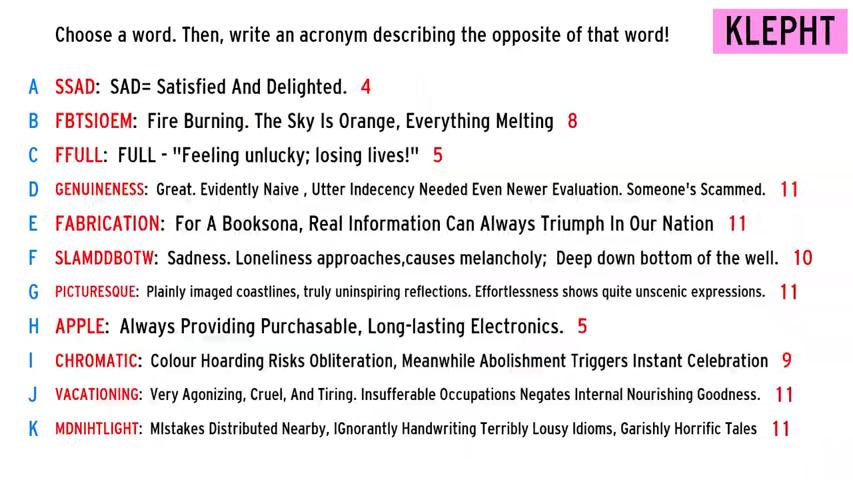 Choose a word. Then, write an acronym describing the opposite of that word!
KLEPHT
A SSAD: SAD= Satisfied And Delighted. 4
B FBTSIOEM: Fire Burning. The Sky Is Orange, Everything Melting 8
C FFULL: FULL - "Feeling unlucky; losing lives!" 5
D GENUINENESS: Great. Evidently Naive , Utter Indecency Needed Even Newer Evaluation. Someone's Scammed. 11
E FABRICATION: For A Booksona, Real Information Can Always Triumph In Our Nation 11
F SLAMDDBOTW: Sadness. Loneliness approaches,causes melancholy; Deep down bottom of the well. 10
G PICTURESQUE: Plainly imaged coastlines, truly uninspiring reflections. Effortlessness shows quite unscenic expressions. 11
H APPLE: Always Providing Purchasable, Long-lasting Electronics. 5
I CHROMATIC: Colour Hoarding Risks Obliteration, Meanwhile Abolishment Triggers Instant Celebration 9
J VACATIONING: Very Agonizing, Cruel, And Tiring. Insufferable Occupations Negates Internal Nourishing Goodness. 11
K MDNIHTLIGHT: MIstakes Distributed Nearby, IGnorantly Handwriting Terribly Lousy Idioms, Garishly Horrific Tales 11